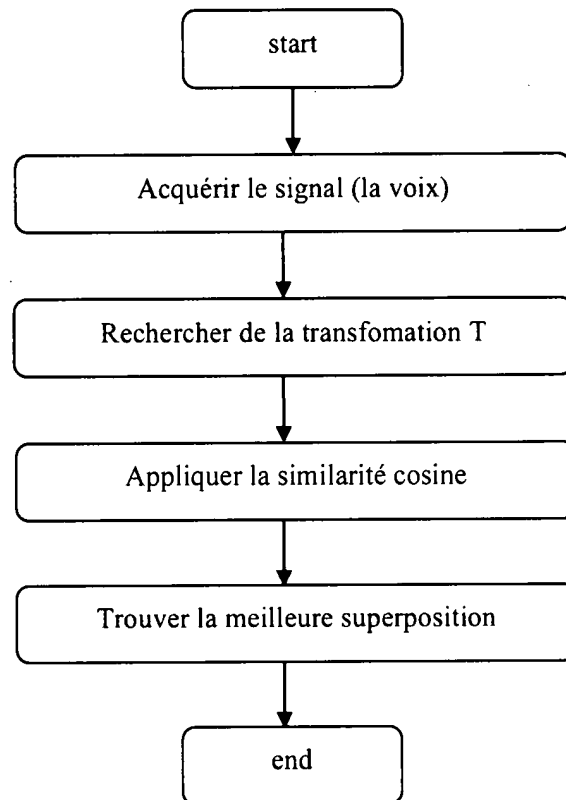 start
Acquérir le signal (la voix)
Rechercher de la transfomation T
Appliquer la similarité cosine
Trouver la meilleure superposition
end